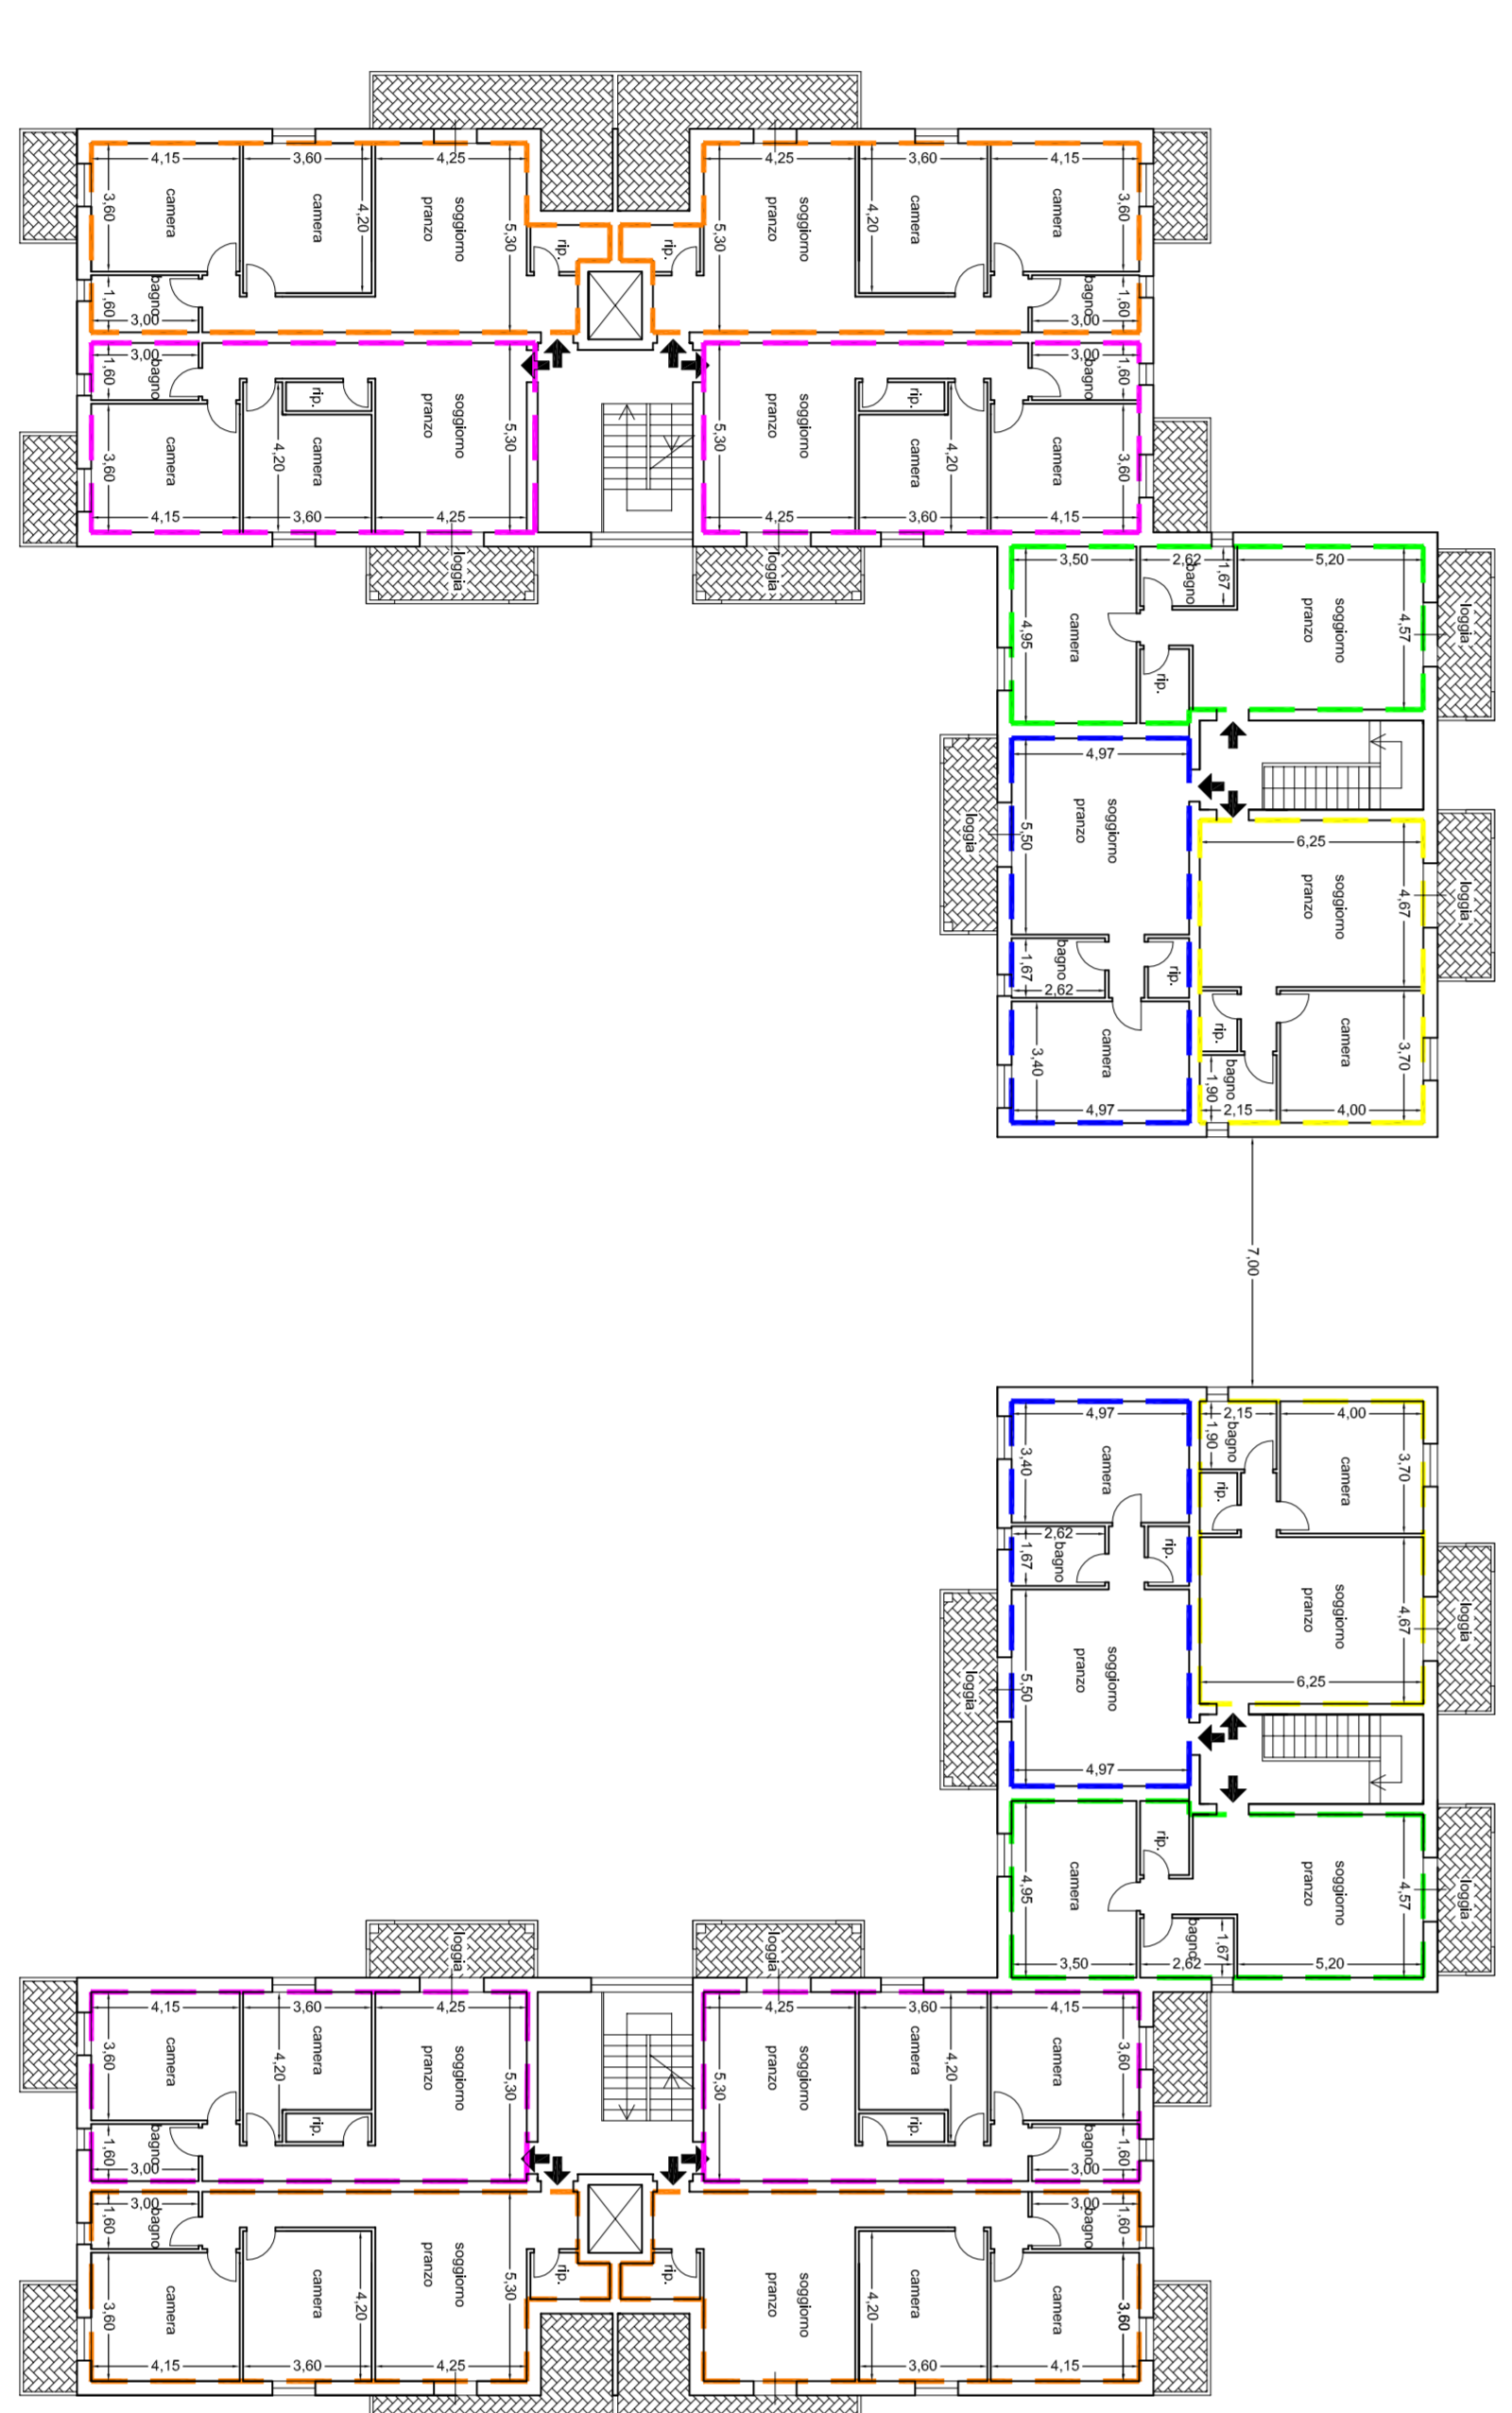 4,15
3,60
4,25
4,25
3,60
4,15
3,60
camera
camera
4,20
soggiorno
pranzo
5,30
rip.
rip.
5,30
soggiorno
pranzo
4,20
camera
camera
3,60
1,60
bagno
3,00
bagno
1,60
3,00
3,00
1,60
bagno
3,00
bagno
1,60
3,60
camera
4,20
rip.
camera
soggiorno
pranzo
5,30
5,30
soggiorno
pranzo
rip.
camera
4,20
camera
3,60
4,15
3,60
4,25
4,25
3,60
4,15
loggia
loggia
3,50
2,62
bagno
1,67
5,20
4,95
camera
rip.
soggiorno
pranzo
4,57
loggia
4,97
soggiorno
pranzo
5,50
loggia
6,25
soggiorno
pranzo
4,67
loggia
1,67
bagno
2,62
rip.
rip.
camera
3,70
3,40
camera
bagno
1,90
4,97
2,15
4,00
7,00
4,97
2,15
4,00
3,40
camera
1,90
bagno
camera
3,70
rip.
2,62
1,67
bagno
rip.
soggiorno
pranzo
5,50
loggia
4,97
soggiorno
pranzo
4,67
loggia
6,25
4,95
camera
rip.
soggiorno
pranzo
4,57
loggia
bagno
1,67
3,50
2,62
5,20
loggia
loggia
4,15
3,60
4,25
4,25
3,60
4,15
3,60
camera
4,20
camera
rip.
soggiorno
pranzo
5,30
5,30
soggiorno
pranzo
camera
rip.
4,20
camera
3,60
1,60
bagno
3,00
bagno
1,60
3,00
3,00
1,60
bagno
3,00
bagno
1,60
3,60
camera
camera
4,20
soggiorno
pranzo
5,30
rip.
rip.
soggiorno
pranzo
4,20
camera
camera
3,60
4,15
3,60
4,25
3,60
4,15